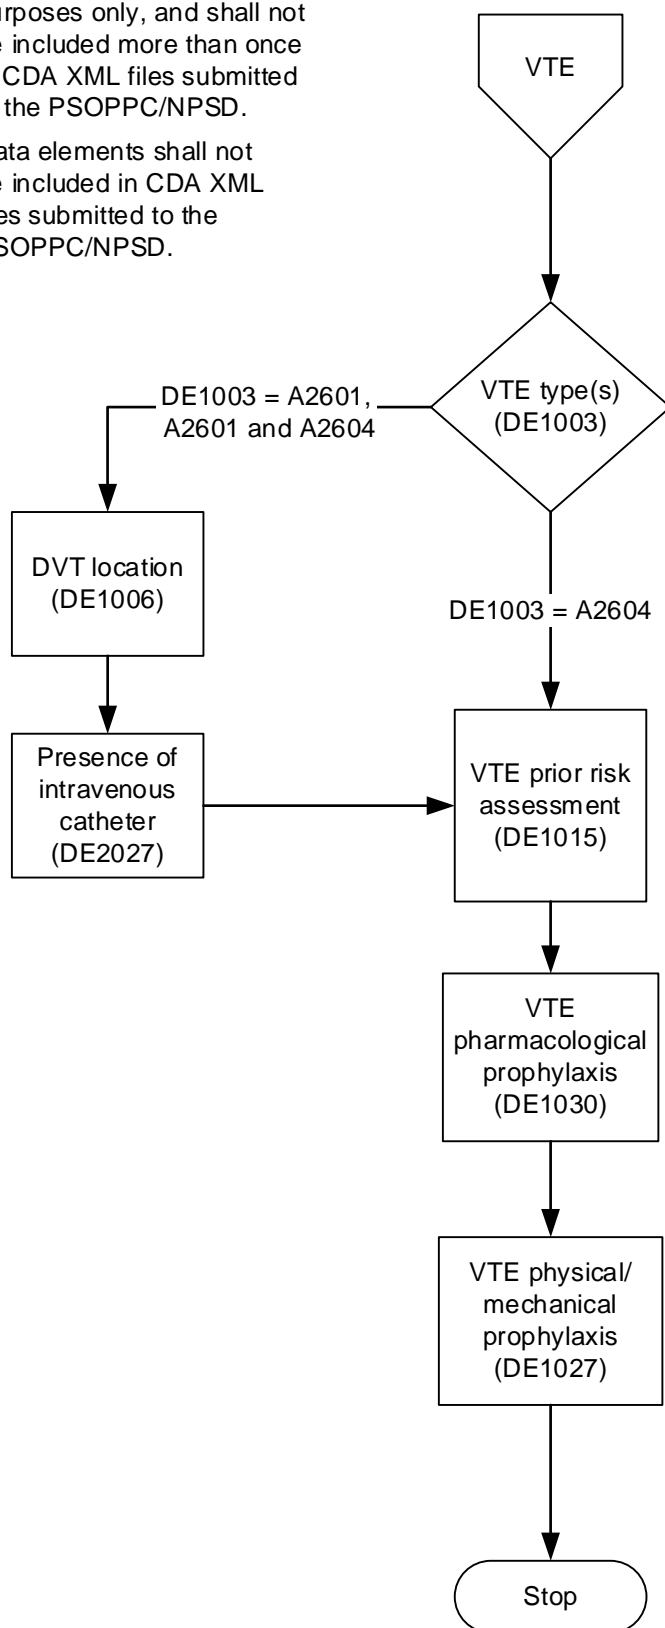 urposes only, and shall not
e included more than once
CDA XML files submitted
the PSOPPC/NPSD.
ata elements shall not
e included in CDA XML
es submitted to the
SOPPC/NPSD.
VTE
VTE type(s)
(DE1003)
DE1003 = A2601,
A2601 and A2604
DVT location
(DE1006)
DE1003 = A2604
Presence of
intravenous
catheter
(DE2027)
VTE prior risk
assessment
(DE1015)
VTE
pharmacological
prophylaxis
(DE1030)
VTE physical/
mechanical
prophylaxis
(DE1027)
Stop